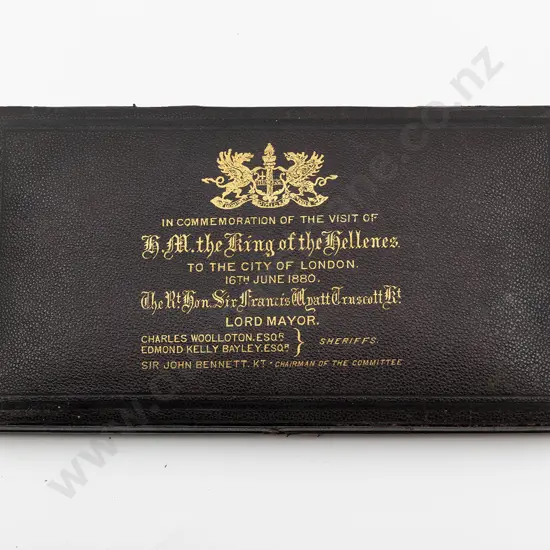 IN COMMEMORATION OF THE VISIT OF
H.M. the King of the Hellenes
TO THE CITY OF LONDON.
16TH JUNE 1880.
The Rt. Hon. Sir Francis Wyatt Truscott Kt
LORD MAYOR.
CHARLES WOOLLOTON. ESQR
EDMOND KELLY BAYLEY. ESQR } SHERIFFS
SIR JOHN BENNETT. KT • CHAIRMAN OF THE COMMITTEE